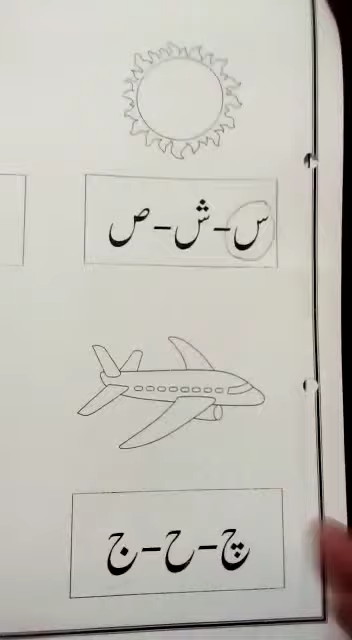 س - ش - ص
چ - ح - ج